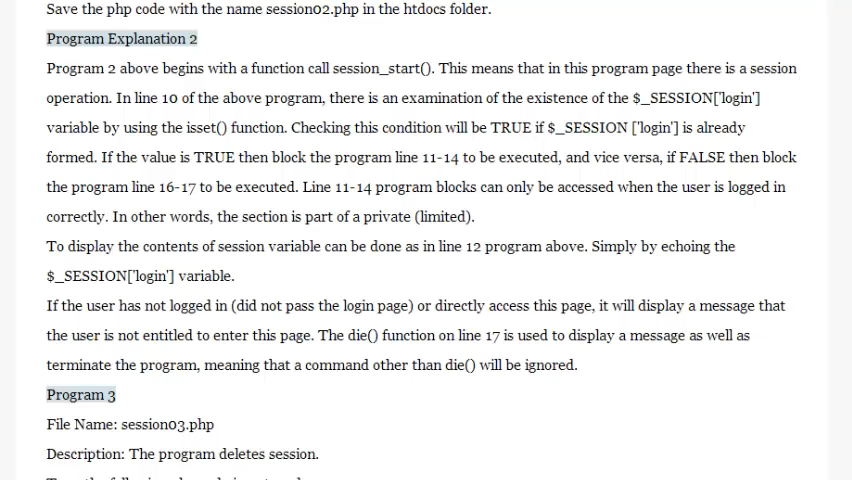 Save the php code with the name session02.php in the htdocs folder.
Program Explanation 2
Program 2 above begins with a function call session_start(). This means that in this program page there is a session
operation. In line 10 of the above program, there is an examination of the existence of the $_SESSION['login']
variable by using the isset() function. Checking this condition will be TRUE if $_SESSION ['login'] is already
formed. If the value is TRUE then block the program line 11-14 to be executed, and vice versa, if FALSE then block
the program line 16-17 to be executed. Line 11-14 program blocks can only be accessed when the user is logged in
correctly. In other words, the section is part of a private (limited).
To display the contents of session variable can be done as in line 12 program above. Simply by echoing the
$_SESSION['login'] variable.
If the user has not logged in (did not pass the login page) or directly access this page, it will display a message that
the user is not entitled to enter this page. The die() function on line 17 is used to display a message as well as
terminate the program, meaning that a command other than die() will be ignored.
Program 3
File Name: session03.php
Description: The program deletes session.